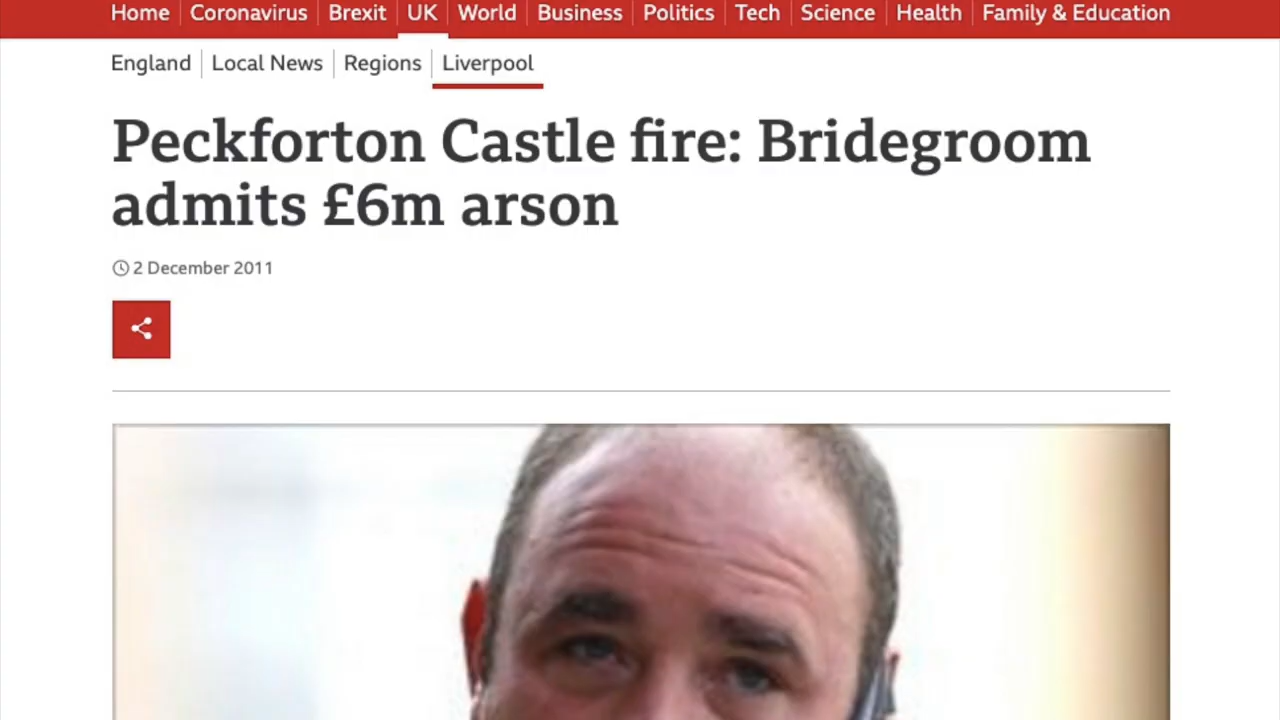 Home Coronavirus Brexit UK World Business Politics Tech Science Health Family & Education
England Local News Regions Liverpool
Peckforton Castle fire: Bridegroom
admits £6m arson
2 December 2011